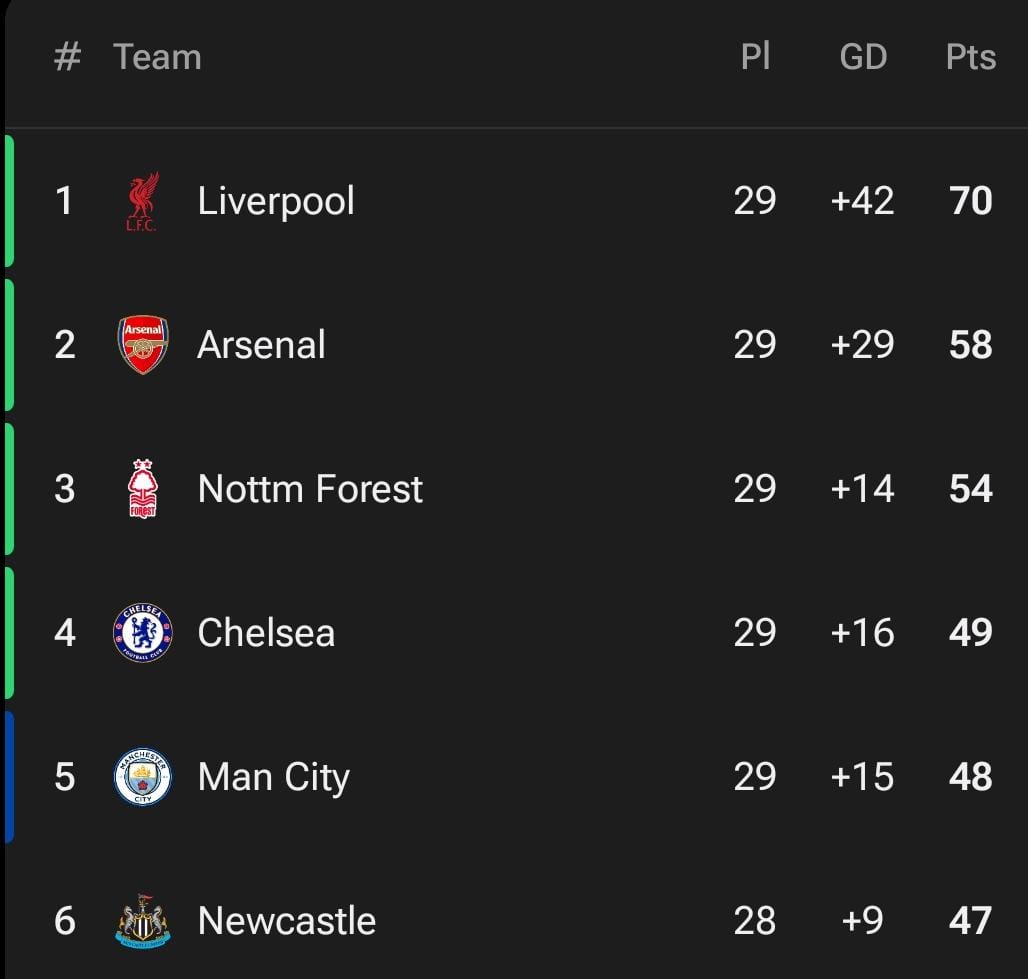 # Team Pl GD Pts
1 L.F.C. Liverpool 29 +42 70
2 Arsenal Arsenal 29 +29 58
3 FOREST Nottm Forest 29 +14 54
4 CHELSEA FOOTBALL CLUB Chelsea 29 +16 49
5 MANCHESTER CITY Man City 29 +15 48
6 Newcastle 28 +9 47